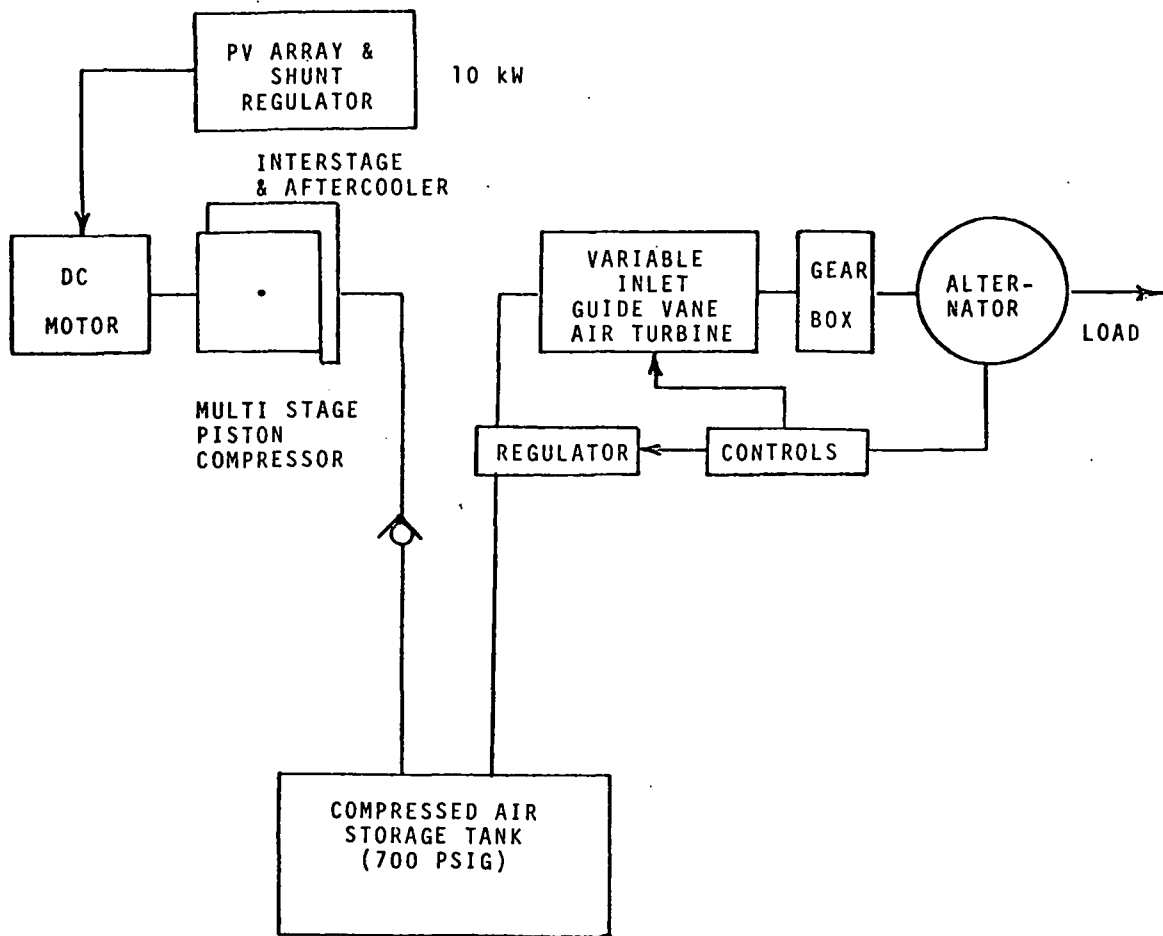 PV ARRAY &
SHUNT
REGULATOR
10 kW
INTERSTAGE
& AFTERCOOLER
DC
MOTOR
MULTI STAGE
PISTON
COMPRESSOR
VARIABLE
INLET
GUIDE VANE
AIR TURBINE
GEAR
BOX
ALTER-
NATOR
LOAD
REGULATOR
CONTROLS
COMPRESSED AIR
STORAGE TANK
(700 PSIG)